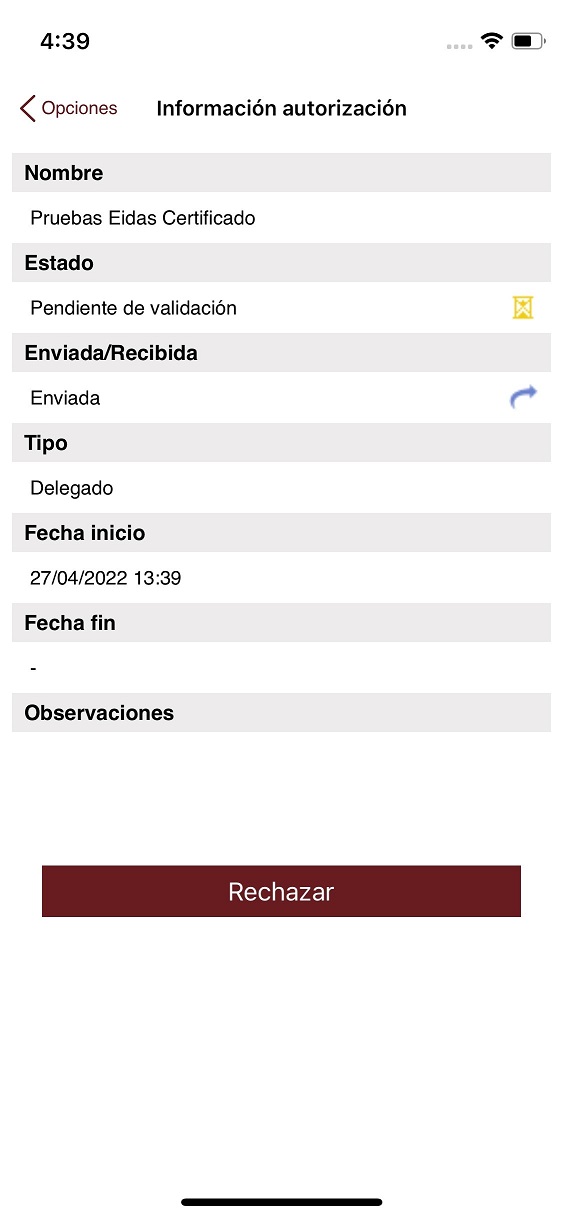 4:39
Opciones
Información autorización
Nombre
Pruebas Eidas Certificado
Estado
Pendiente de validación
Enviada/Recibida
Enviada
Tipo
Delegado
Fecha inicio
27/04/2022 13:39
Fecha fin
-
Observaciones
Rechazar